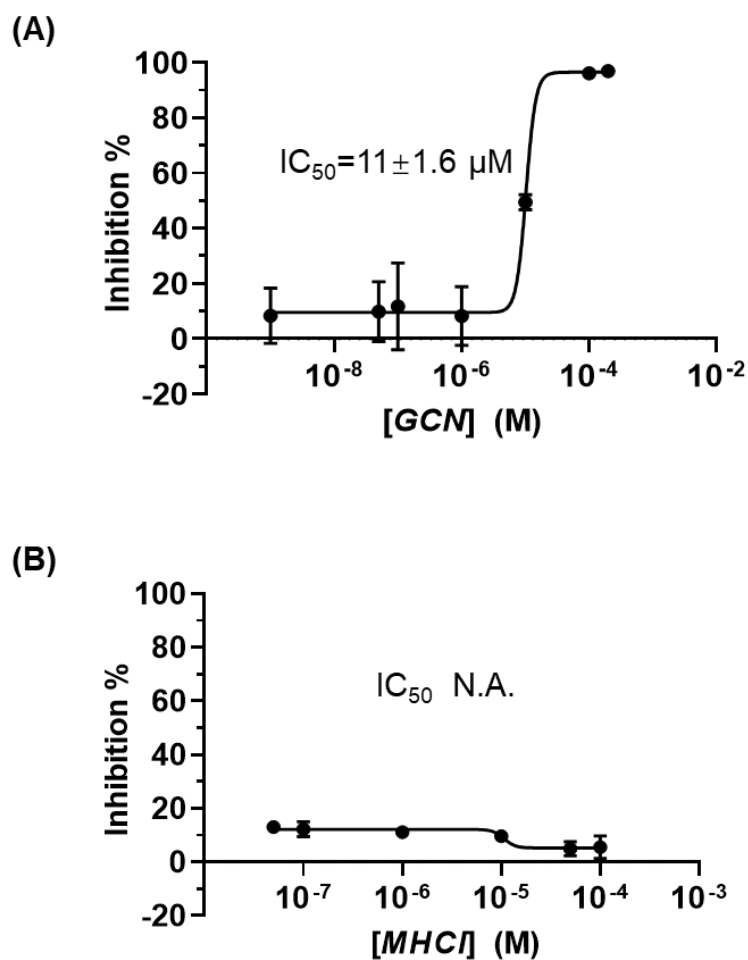 (A)
100
80
60
40
20
0
-20
Inhibition %
IC₅₀=11±1.6 µM
10⁻⁸ 10⁻⁶ 10⁻⁴ 10⁻²
[GCN] (M)
(B)
100
80
60
40
20
0
-20
Inhibition %
IC₅₀ N.A.
10⁻⁷ 10⁻⁶ 10⁻⁵ 10⁻⁴ 10⁻³
[MHCl] (M)